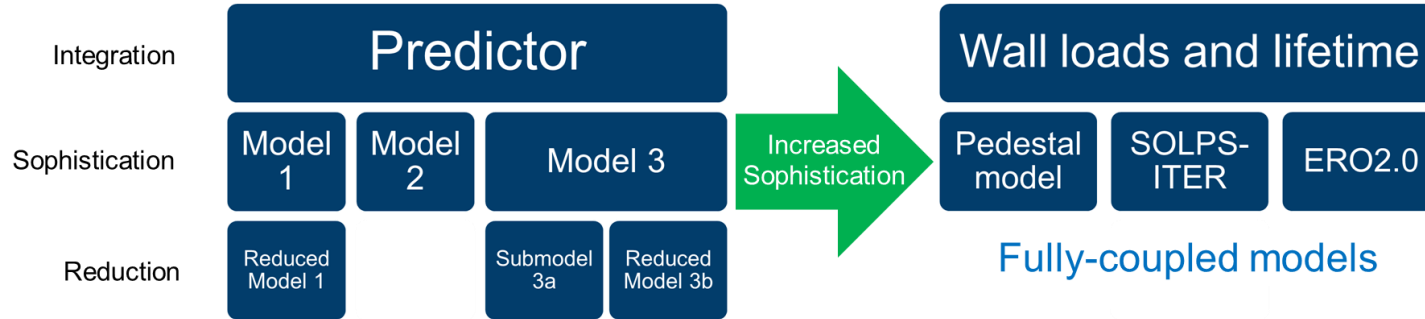 Integration
Predictor
Wall loads and lifetime
Sophistication
Model
1
Model
2
Model 3
Increased
Sophistication
Pedestal
model
SOLPS-
ITER
ERO2.0
Reduction
Reduced
Model 1
Submodel
3a
Reduced
Model 3b
Fully-coupled models